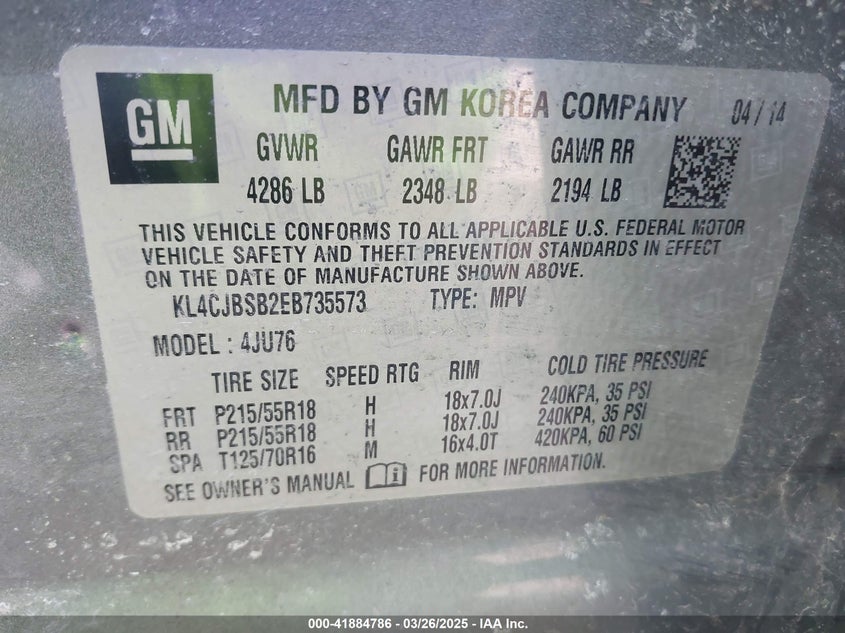 GM
MFD BY GM KOREA COMPANY 04/14
GVWR GAWR FRT GAWR RR
4286 LB 2348 LB 2194 LB
THIS VEHICLE CONFORMS TO ALL APPLICABLE U.S. FEDERAL MOTOR
VEHICLE SAFETY AND THEFT PREVENTION STANDARDS IN EFFECT
ON THE DATE OF MANUFACTURE SHOWN ABOVE.
KL4CJBSB2EB735573 TYPE: MPV
MODEL : 4JU76
TIRE SIZE SPEED RTG RIM COLD TIRE PRESSURE
FRT P215/55R18 H 18x7.0J 240KPA, 35 PSI
RR P215/55R18 H 18x7.0J 240KPA, 35 PSI
SPA T125/70R16 M 16x4.0T 420KPA, 60 PSI
SEE OWNER'S MANUAL i FOR MORE INFORMATION.
000-41884786 - 03/26/2025 - IAA Inc.